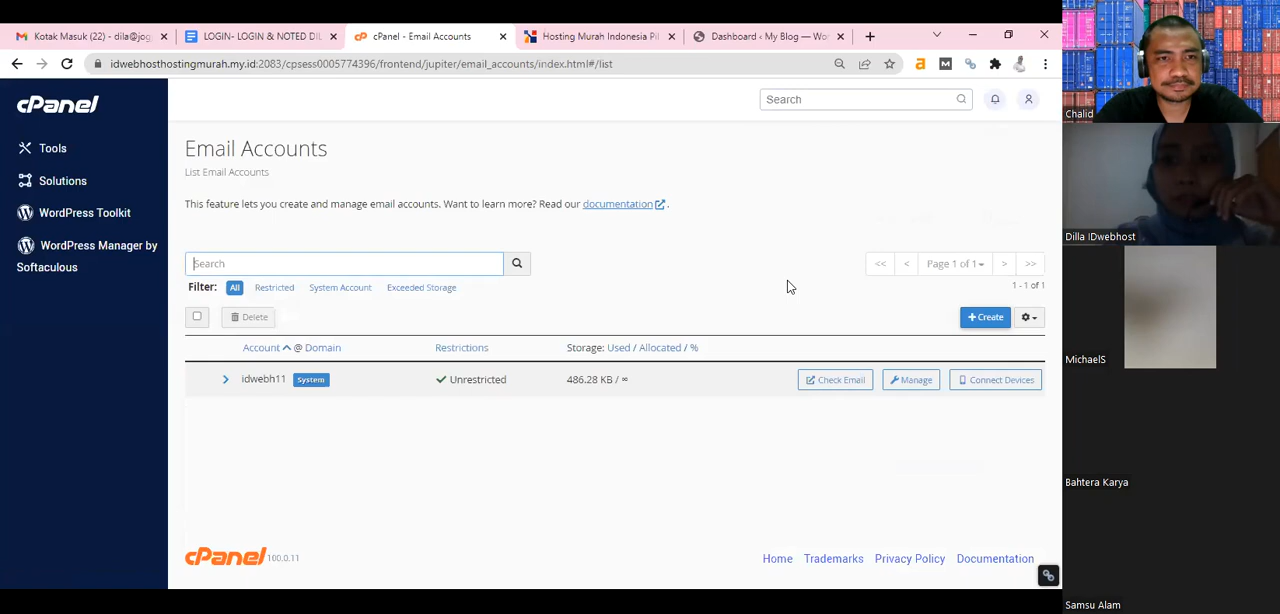 Kotak Masuk (22) - dila@jog
LOGIN- LOGIN & NOTED DIL
cPanel - Email Accounts
Hosting Murah Indonesia Pil
Dashboard ‹ My Blog — Wo
idwebhosthostingmurah.my.id:2083/cpsess0005774396/frontend/jupiter/email_accounts/index.html#/list
cPanel
Search
Tools
Solutions
WordPress Toolkit
WordPress Manager by
Softaculous
Email Accounts
List Email Accounts
This feature lets you create and manage email accounts. Want to learn more? Read our documentation .
Search
<< < Page 1 of 1 > >>
Filter: All Restricted System Account Exceeded Storage
1 - 1 of 1
Delete
+ Create
Account @ Domain Restrictions Storage: Used / Allocated / %
idwebh11 System Unrestricted 486.28 KB / ∞ Check Email Manage Connect Devices
cPanel 100.0.11
Home Trademarks Privacy Policy Documentation
Chalid
Dilla IDwebhost
MichaelS
Bahtera Karya
Samsu Alam